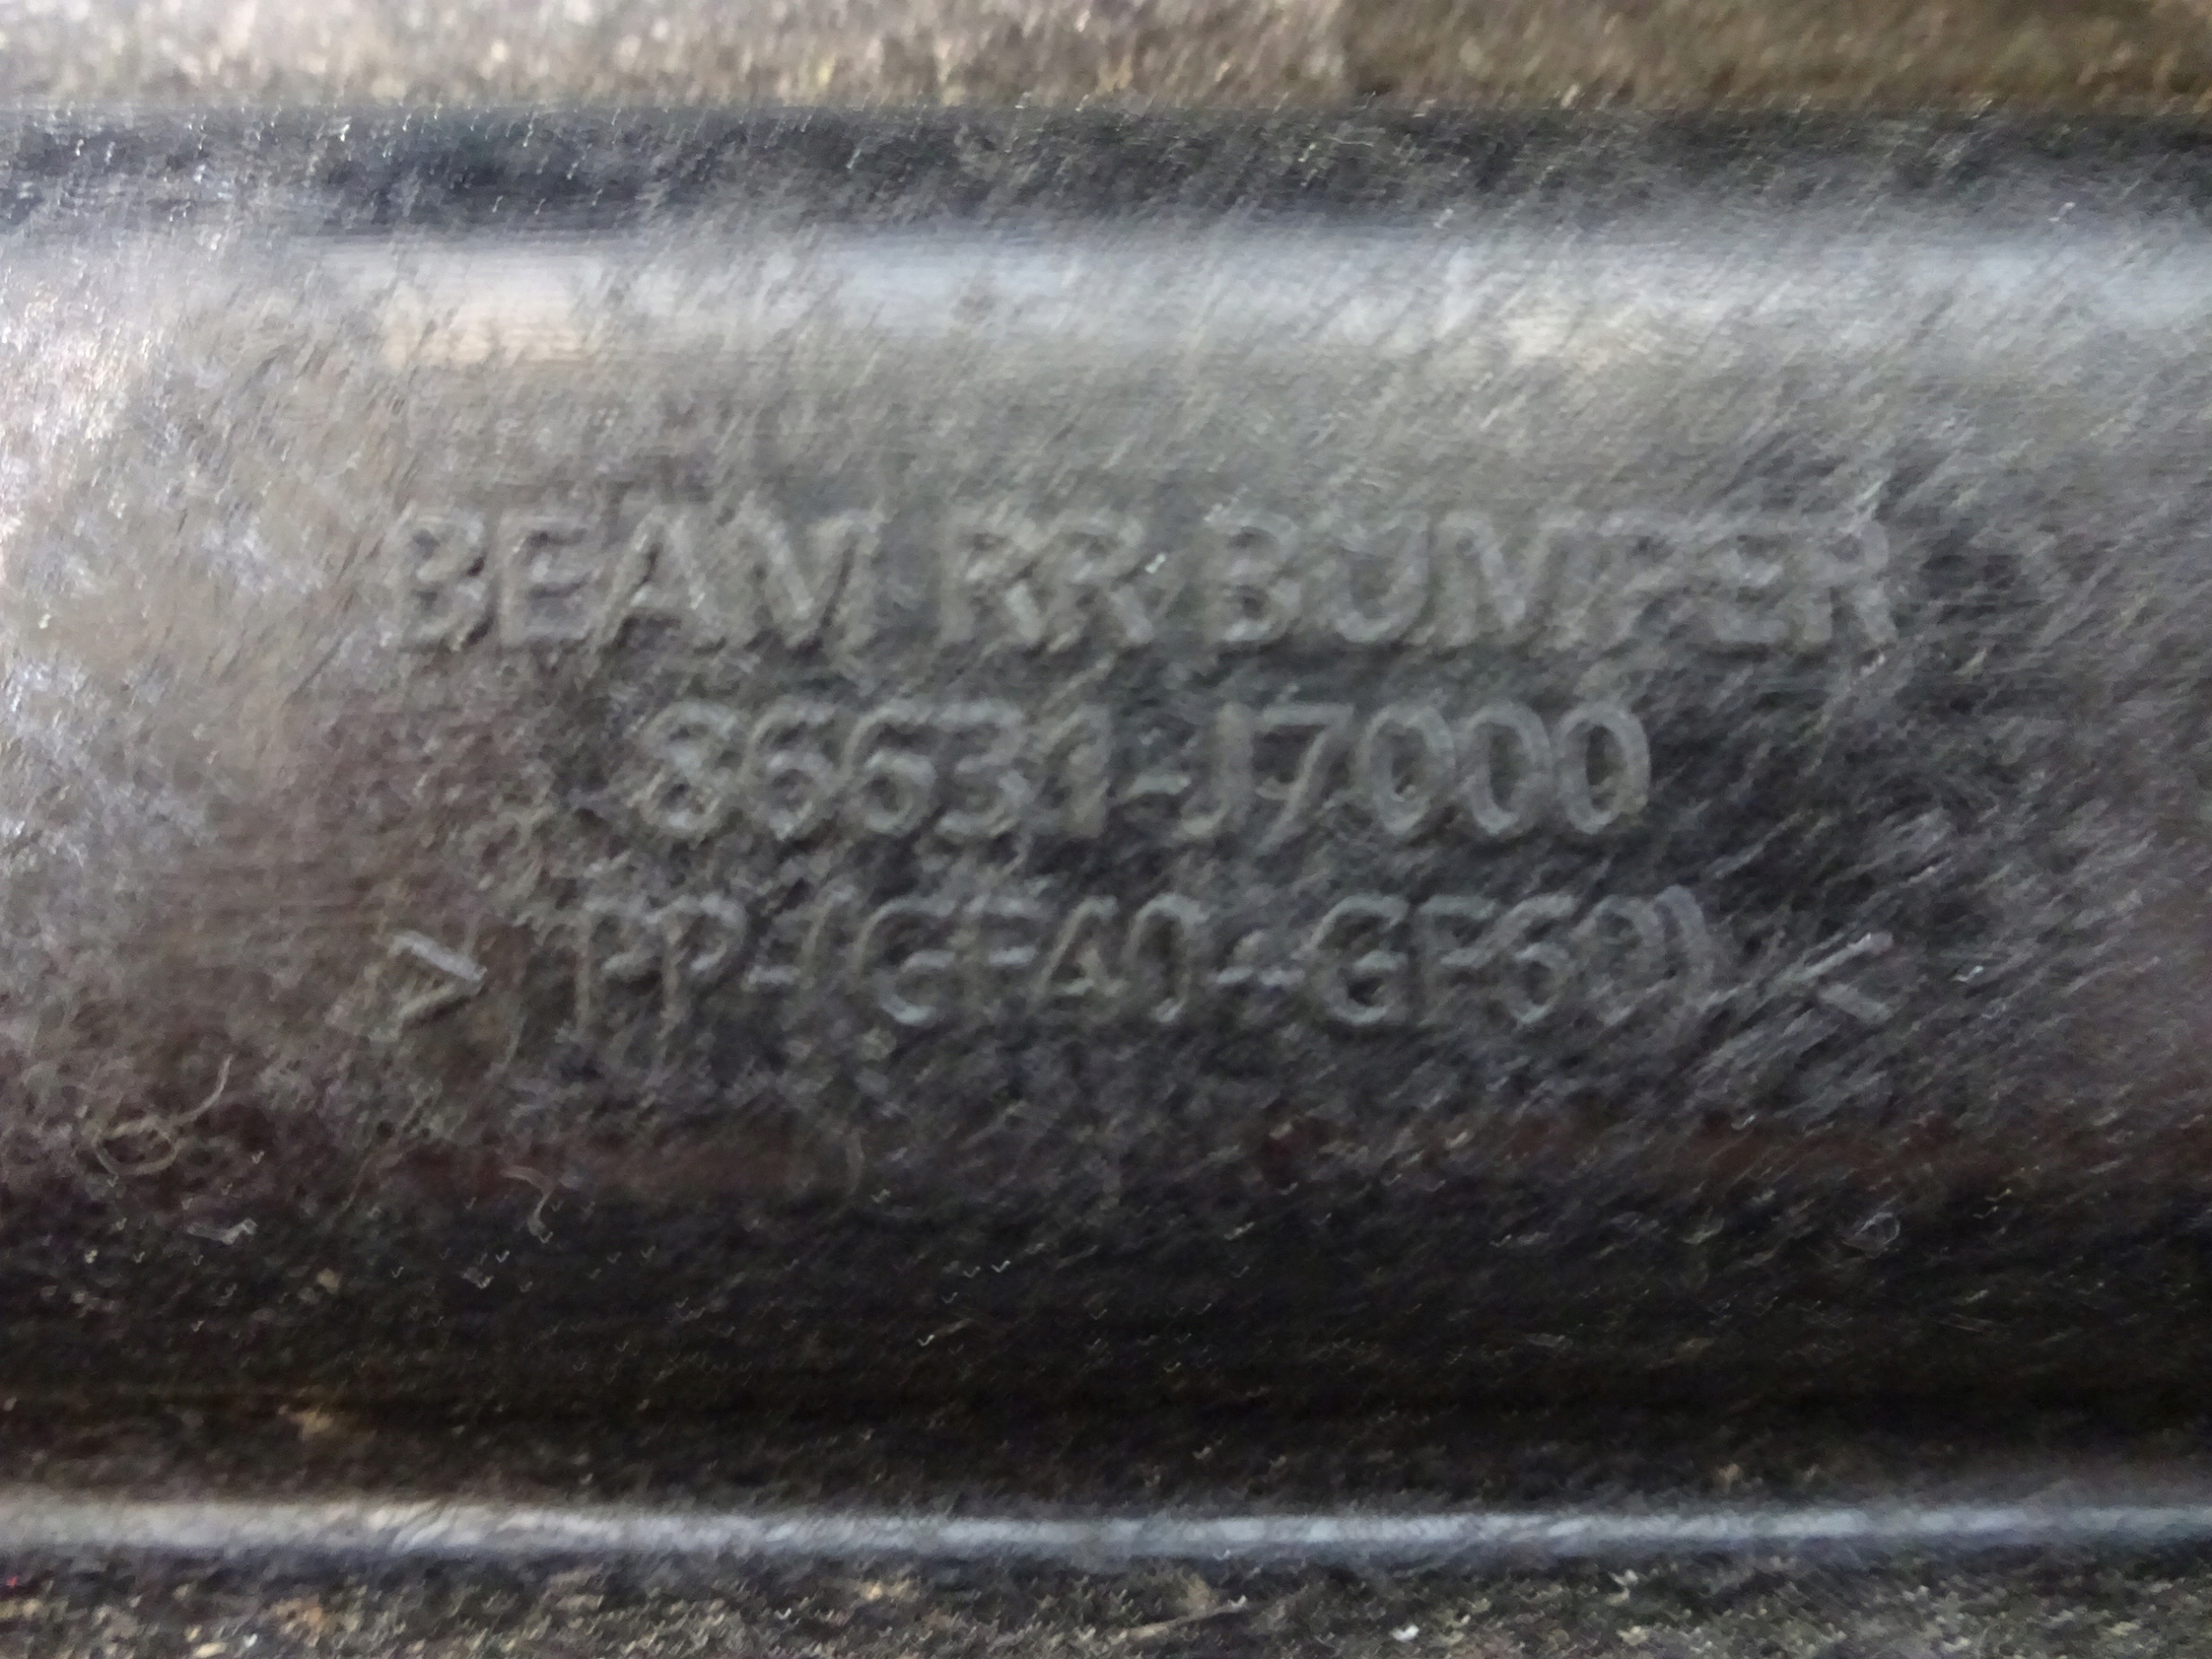 BEAM RR BUMPER
86631-J7000
>PP-(GF40+GF60)<